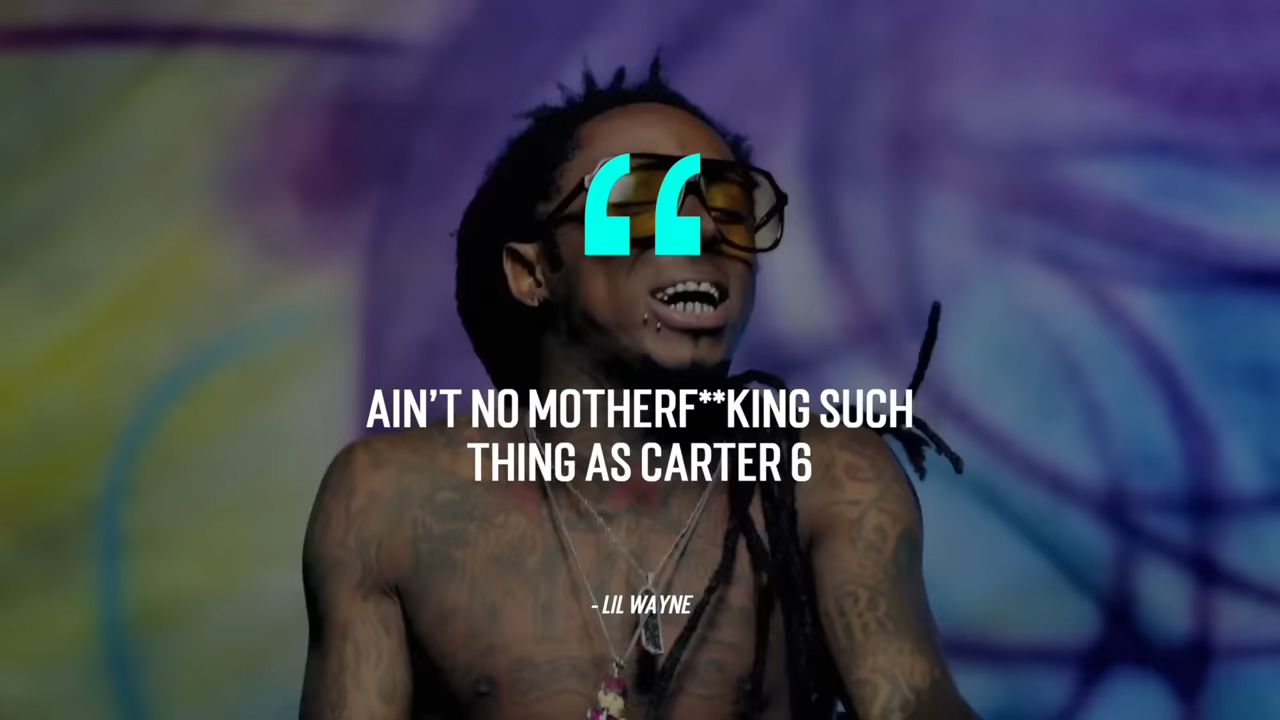 “
AIN’T NO MOTHERF**KING SUCH
THING AS CARTER 6
- LIL WAYNE